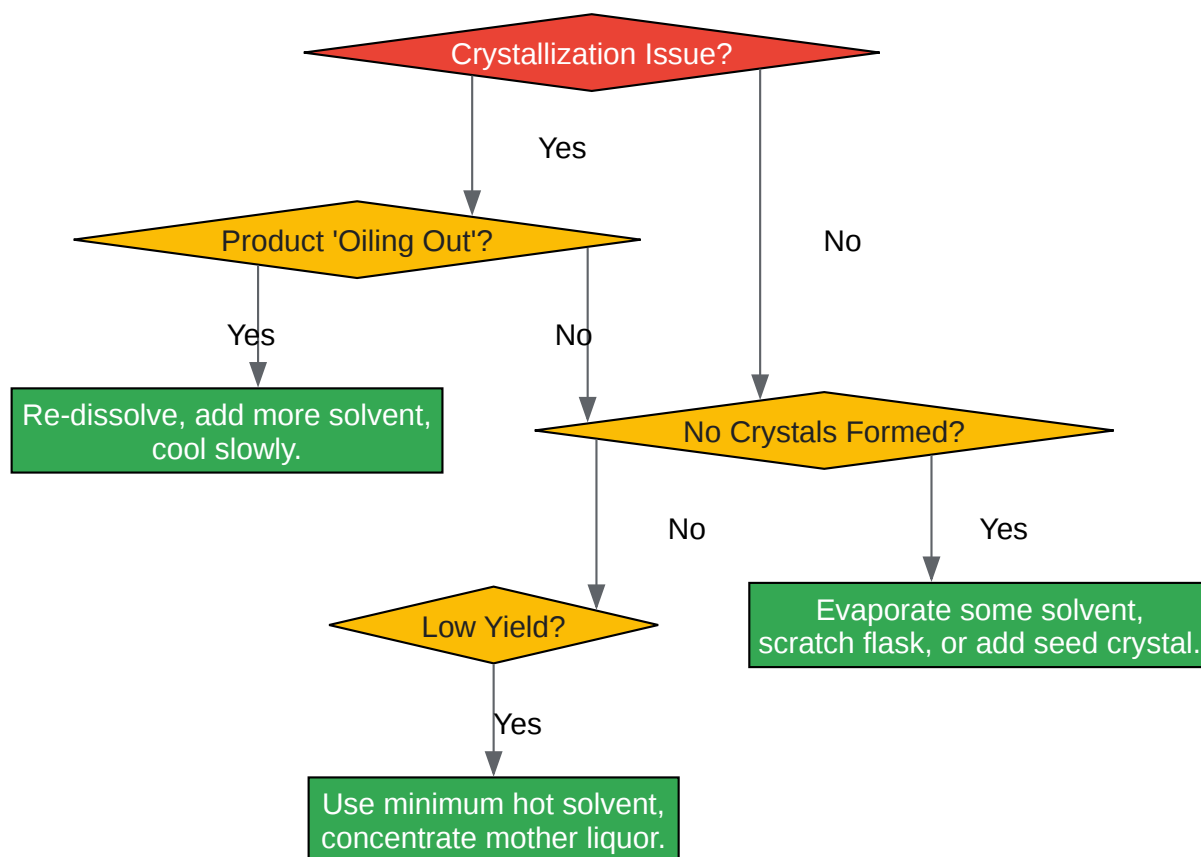 Crystallization Issue?
Yes
Product 'Oiling Out'?
No
Yes
No
Re-dissolve, add more solvent,
cool slowly.
No Crystals Formed?
No
Yes
Evaporate some solvent,
scratch flask, or add seed crystal.
Low Yield?
Yes
Use minimum hot solvent,
concentrate mother liquor.